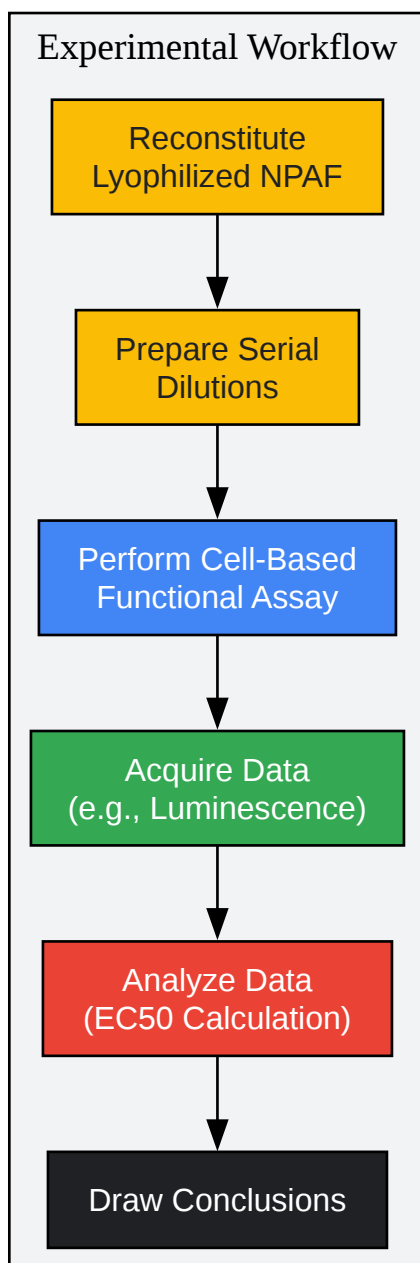 Experimental Workflow
Reconstitute
Lyophilized NPAF
Prepare Serial
Dilutions
Perform Cell-Based
Functional Assay
Acquire Data
(e.g., Luminescence)
Analyze Data
(EC50 Calculation)
Draw Conclusions